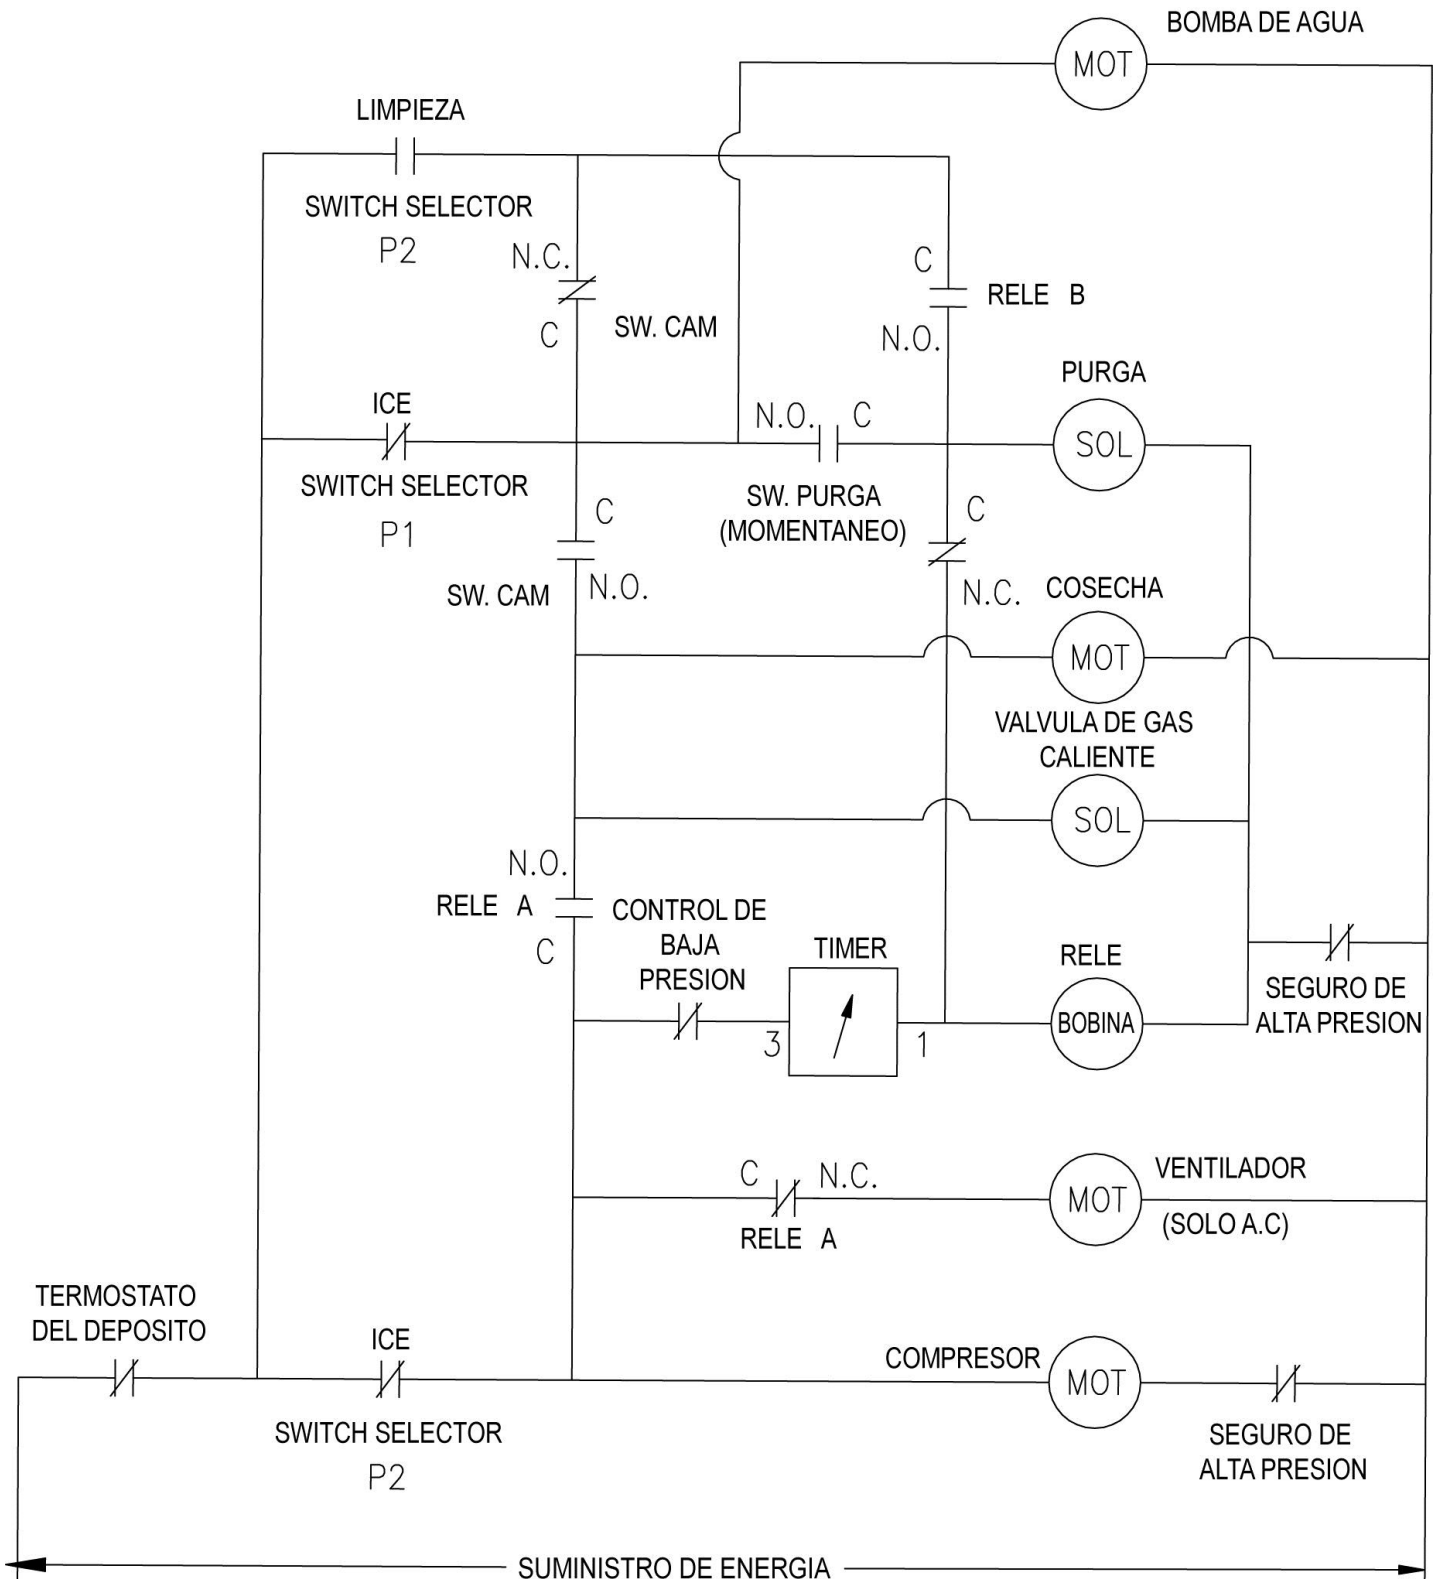 BOMBA DE AGUA
MOT
LIMPIEZA
SWITCH SELECTOR
P2
N.C.
C
SW. CAM
C
RELE B
N.O.
PURGA
SOL
ICE
SWITCH SELECTOR
P1
N.O. C
SW. PURGA
(MOMENTANEO)
C
N.O.
SW. CAM
C
N.C.
COSECHA
MOT
VALVULA DE GAS
CALIENTE
SOL
N.O.
RELE A
C
CONTROL DE
BAJA
PRESION
TIMER
3
1
RELE
BOBINA
SEGURO DE
ALTA PRESION
C N.C.
RELE A
MOT
VENTILADOR
(SOLO A.C)
TERMOSTATO
DEL DEPOSITO
ICE
SWITCH SELECTOR
P2
COMPRESOR
MOT
SEGURO DE
ALTA PRESION
SUMINISTRO DE ENERGIA